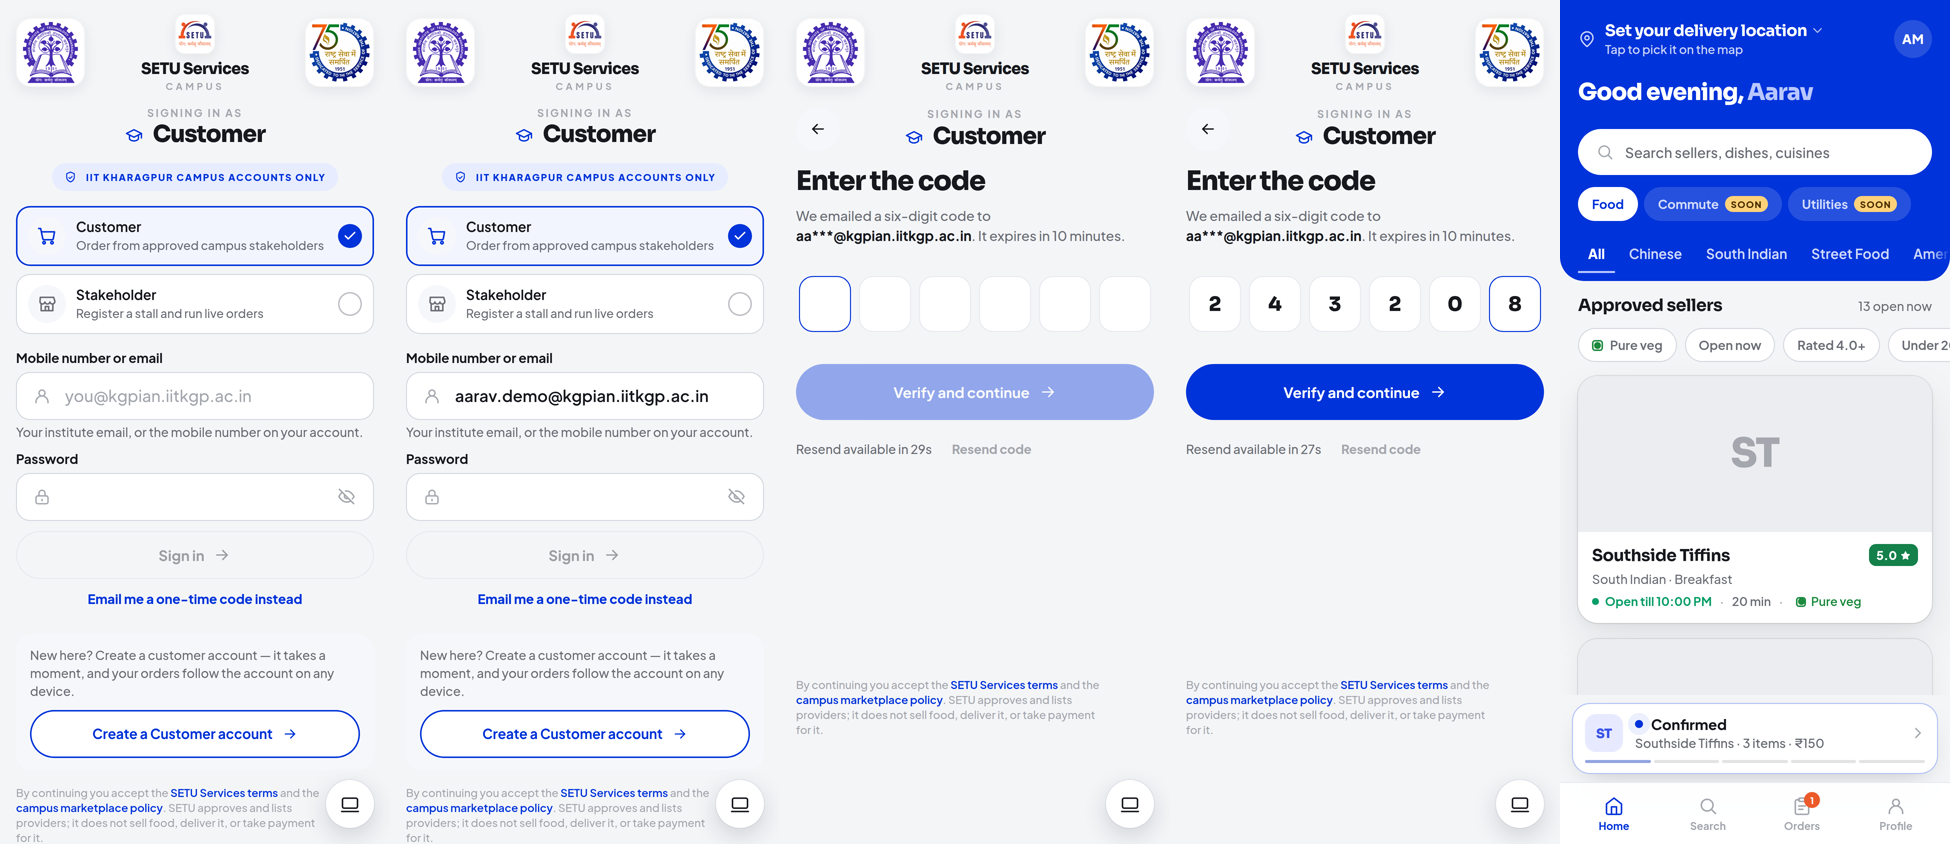 SETU
SETU Services
CAMPUS
75
राष्ट्र सेवा में
समर्पित
1951
SIGNING IN AS
Customer
IIT KHARAGPUR CAMPUS ACCOUNTS ONLY
Customer
Order from approved campus stakeholders
Stakeholder
Register a stall and run live orders
Mobile number or email
you@kgpian.iitkgp.ac.in
Your institute email, or the mobile number on your account.
Password
Sign in →
Email me a one-time code instead
New here? Create a customer account — it takes a
moment, and your orders follow the account on any
device.
Create a Customer account →
By continuing you accept the SETU Services terms and the
campus marketplace policy. SETU approves and lists
providers; it does not sell food, deliver it, or take payment
for it.
SETU
SETU Services
CAMPUS
75
राष्ट्र सेवा में
समर्पित
1951
SIGNING IN AS
Customer
IIT KHARAGPUR CAMPUS ACCOUNTS ONLY
Customer
Order from approved campus stakeholders
Stakeholder
Register a stall and run live orders
Mobile number or email
aarav.demo@kgpian.iitkgp.ac.in
Your institute email, or the mobile number on your account.
Password
Sign in →
Email me a one-time code instead
New here? Create a customer account — it takes a
moment, and your orders follow the account on any
device.
Create a Customer account →
By continuing you accept the SETU Services terms and the
campus marketplace policy. SETU approves and lists
providers; it does not sell food, deliver it, or take payment
for it.
SETU
SETU Services
CAMPUS
75
राष्ट्र सेवा में
समर्पित
1951
←
SIGNING IN AS
Customer
Enter the code
We emailed a six-digit code to
aa***@kgpian.iitkgp.ac.in. It expires in 10 minutes.
Verify and continue →
Resend available in 29s Resend code
By continuing you accept the SETU Services terms and the
campus marketplace policy. SETU approves and lists
providers; it does not sell food, deliver it, or take payment
for it.
SETU
SETU Services
CAMPUS
75
राष्ट्र सेवा में
समर्पित
1951
←
SIGNING IN AS
Customer
Enter the code
We emailed a six-digit code to
aa***@kgpian.iitkgp.ac.in. It expires in 10 minutes.
2 4 3 2 0 8
Verify and continue →
Resend available in 27s Resend code
By continuing you accept the SETU Services terms and the
campus marketplace policy. SETU approves and lists
providers; it does not sell food, deliver it, or take payment
for it.
Set your delivery location
Tap to pick it on the map
AM
Good evening, Aarav
Search sellers, dishes, cuisines
Food Commute SOON Utilities SOON
All Chinese South Indian Street Food Ame
Approved sellers 13 open now
Pure veg Open now Rated 4.0+ Under 20
ST
Southside Tiffins 5.0 ★
South Indian · Breakfast
Open till 10:00 PM · 20 min · Pure veg
ST Confirmed
Southside Tiffins · 3 items · ₹150
1
Home Search Orders Profile